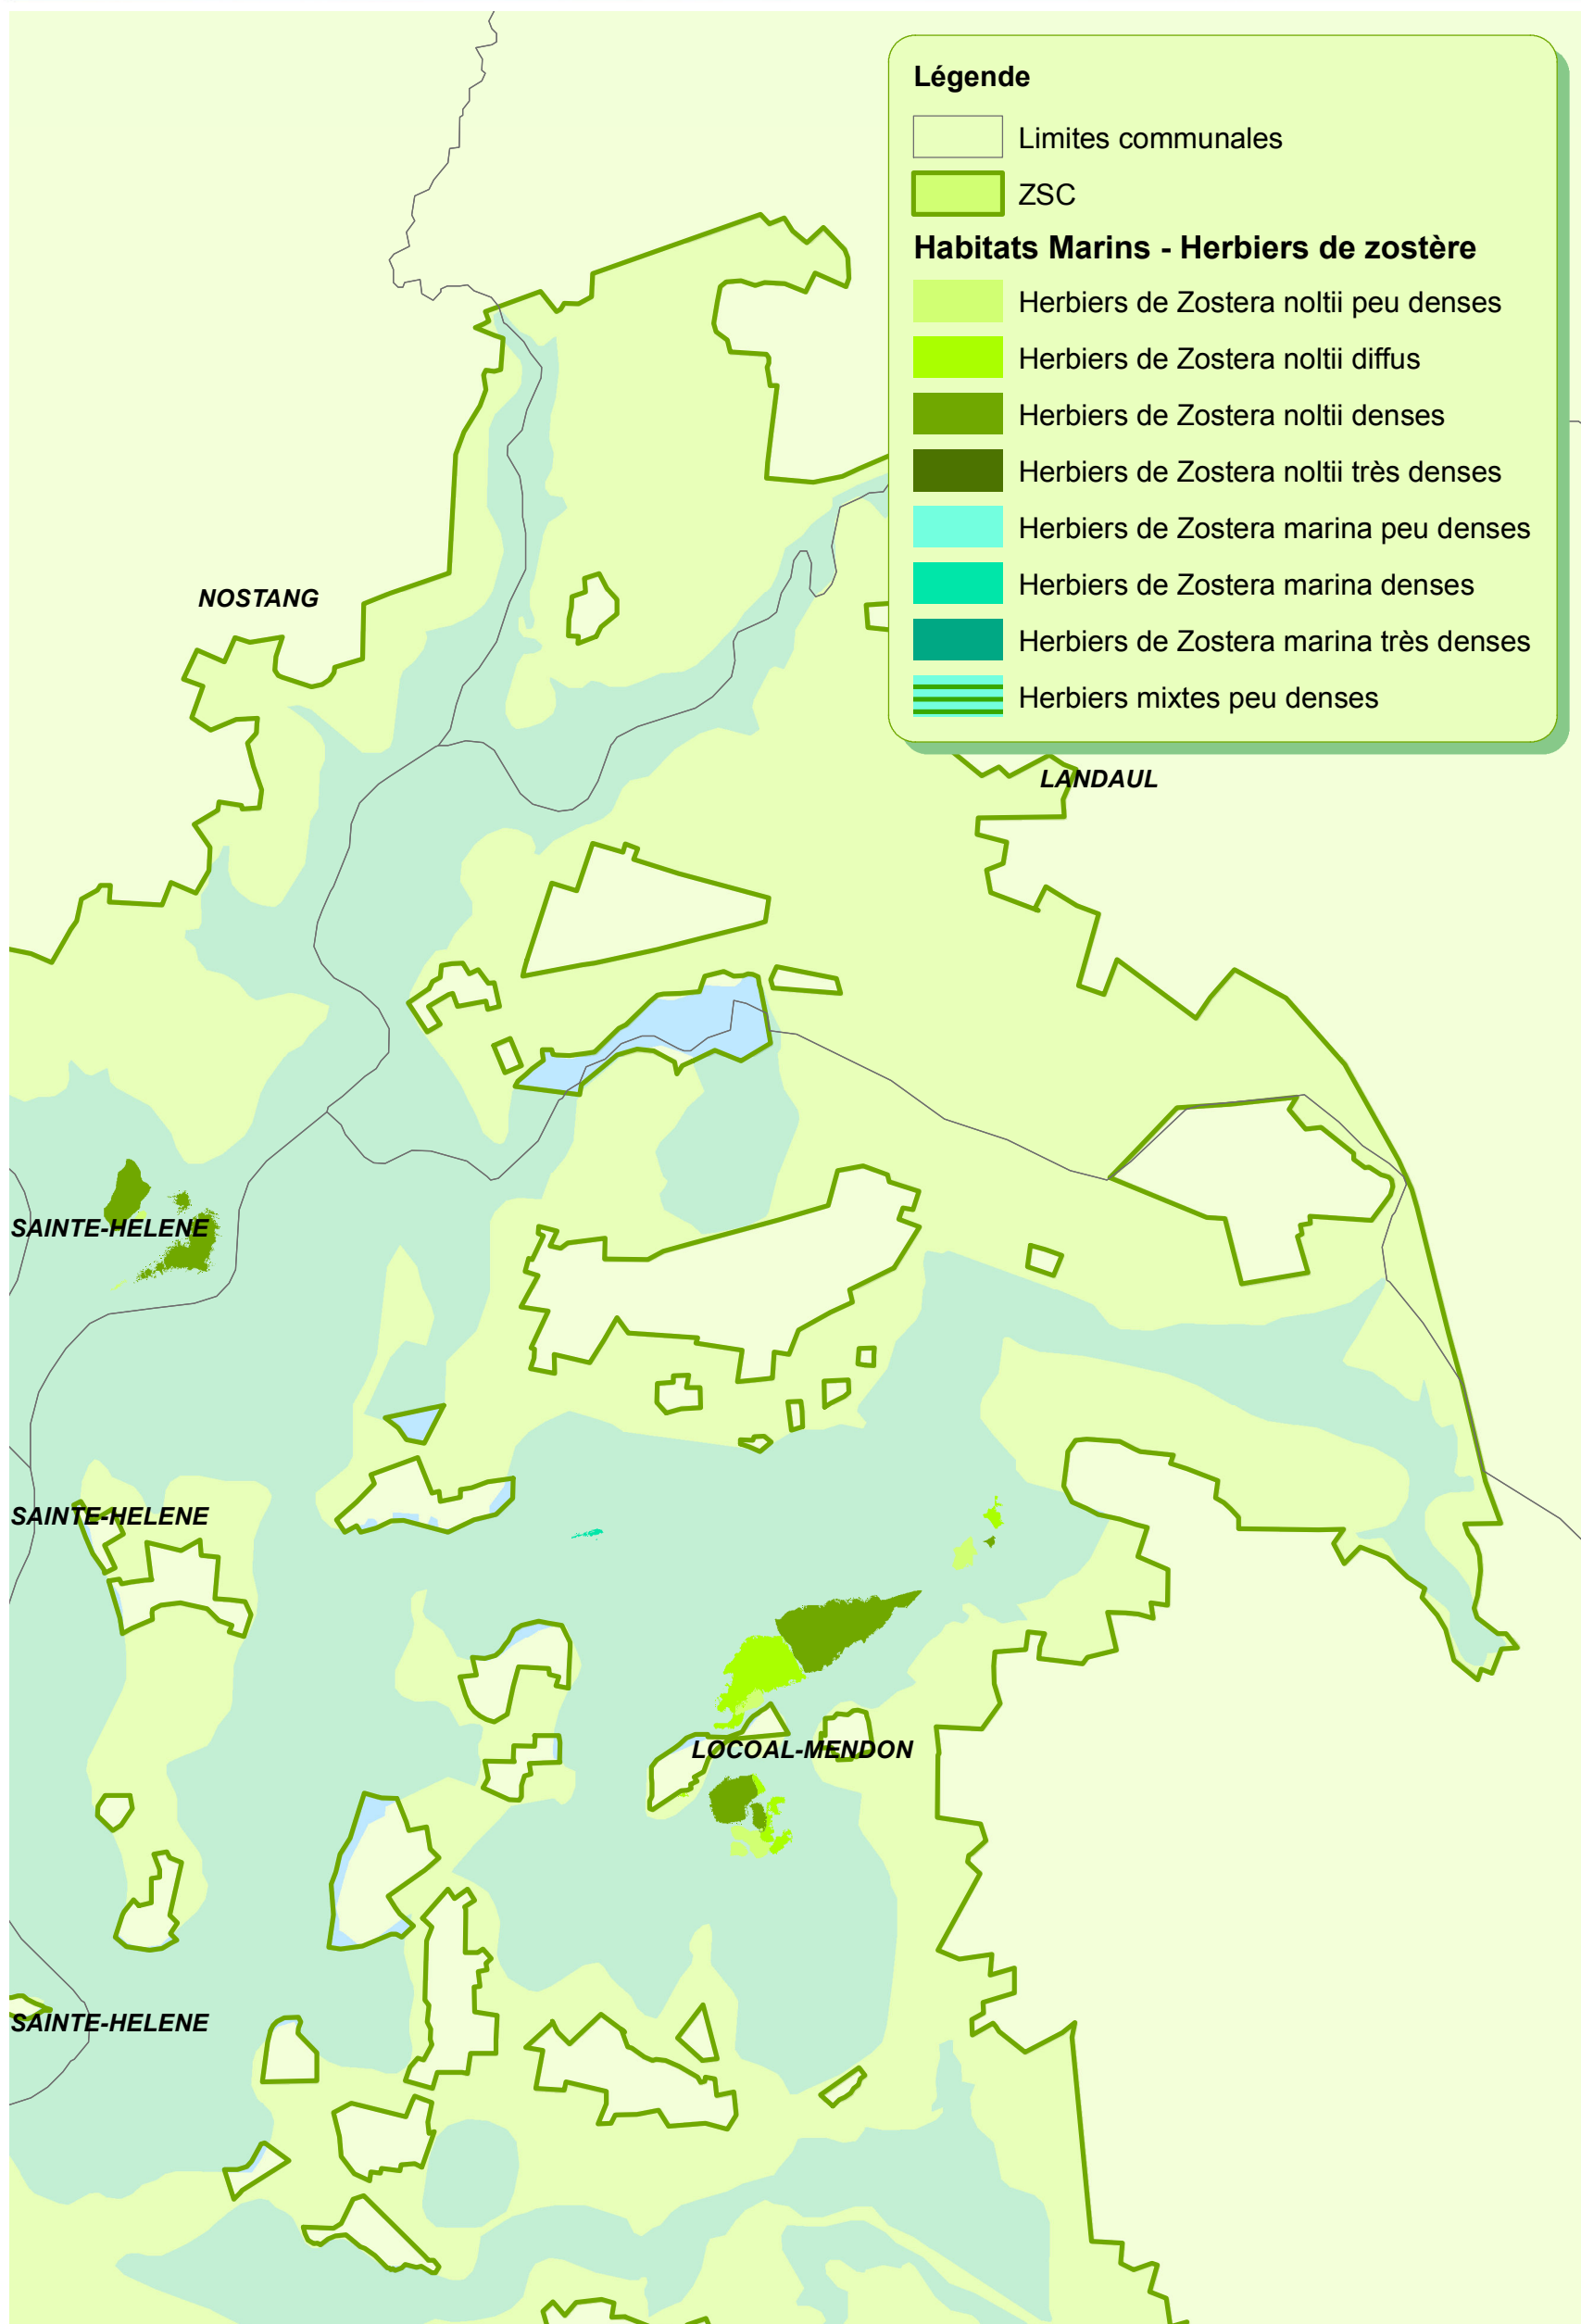 Légende
Limites communales
ZSC
Habitats Marins - Herbiers de zostère
Herbiers de Zostera noltii peu denses
Herbiers de Zostera noltii diffus
Herbiers de Zostera noltii denses
Herbiers de Zostera noltii très denses
Herbiers de Zostera marina peu denses
Herbiers de Zostera marina denses
Herbiers de Zostera marina très denses
Herbiers mixtes peu denses
NOSTANG
LANDAUL
SAINTE-HELENE
SAINTE-HELENE
LOCOAL-MENDON
SAINTE-HELENE